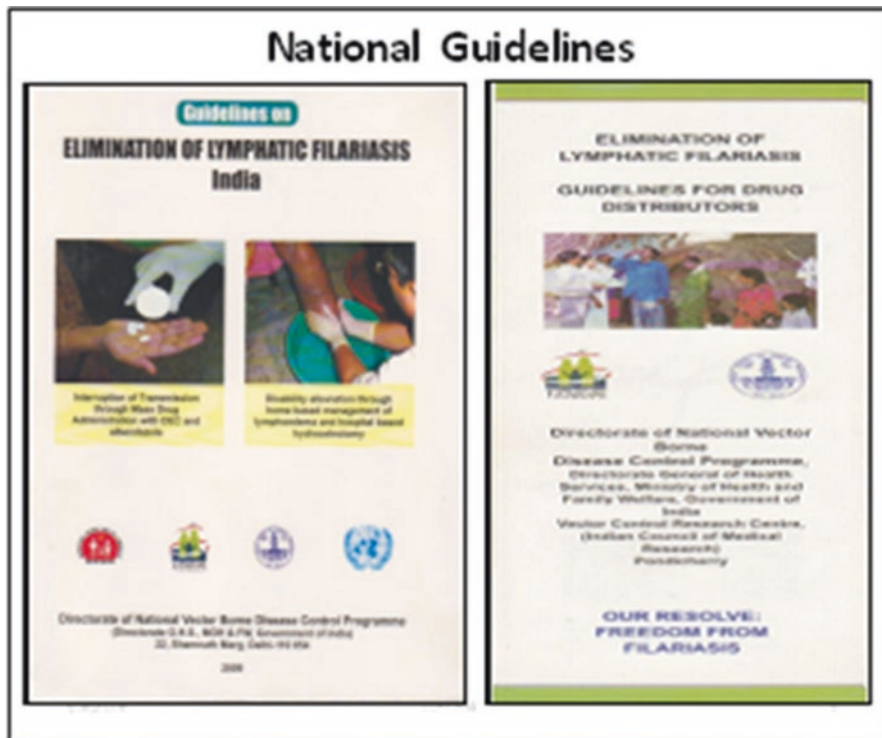 National Guidelines
Guidelines on
ELIMINATION OF LYMPHATIC FILARIASIS
India
Interruption of Transmission
through Mass Drug
Administration with DEC and
albendazole
Disability alleviation through
home based management of
lymphoedema and hospital based
hydrocelectomy
Directorate of National Vector Borne Disease Control Programme
(Directorate G.H.S., MOH & FW, Government of India)
22, Shamnath Marg, Delhi-110 054
ELIMINATION OF
LYMPHATIC FILARIASIS
GUIDELINES FOR DRUG
DISTRIBUTORS
Directorate of National Vector
Borne
Disease Control Programme,
Directorate General of Health
Services, Ministry of Health and
Family Welfare, Government of
India
Vector Control Research Centre,
(Indian Council of Medical
Research)
Pondicherry
OUR RESOLVE:
FREEDOM FROM
FILARIASIS